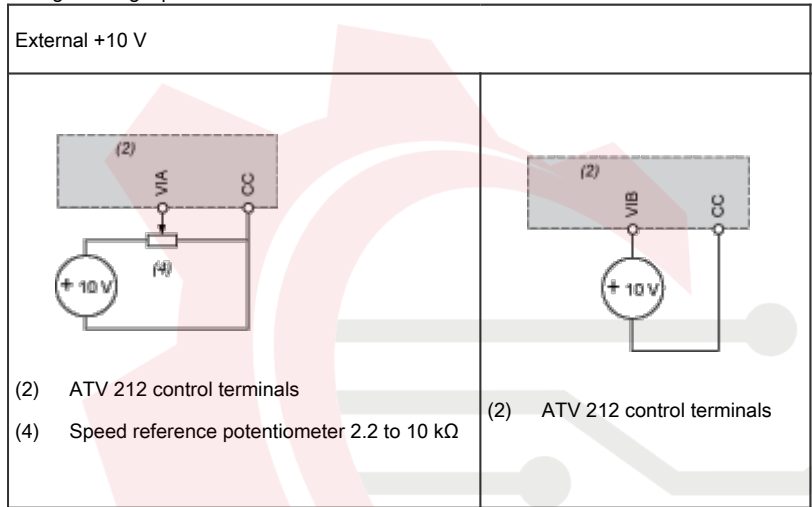 External +10 V
(2)
VIA
CC
(4)
+ 10 V
(2) ATV 212 control terminals
(4) Speed reference potentiometer 2.2 to 10 kΩ
(2)
VIB
CC
+ 10 V
(2) ATV 212 control terminals